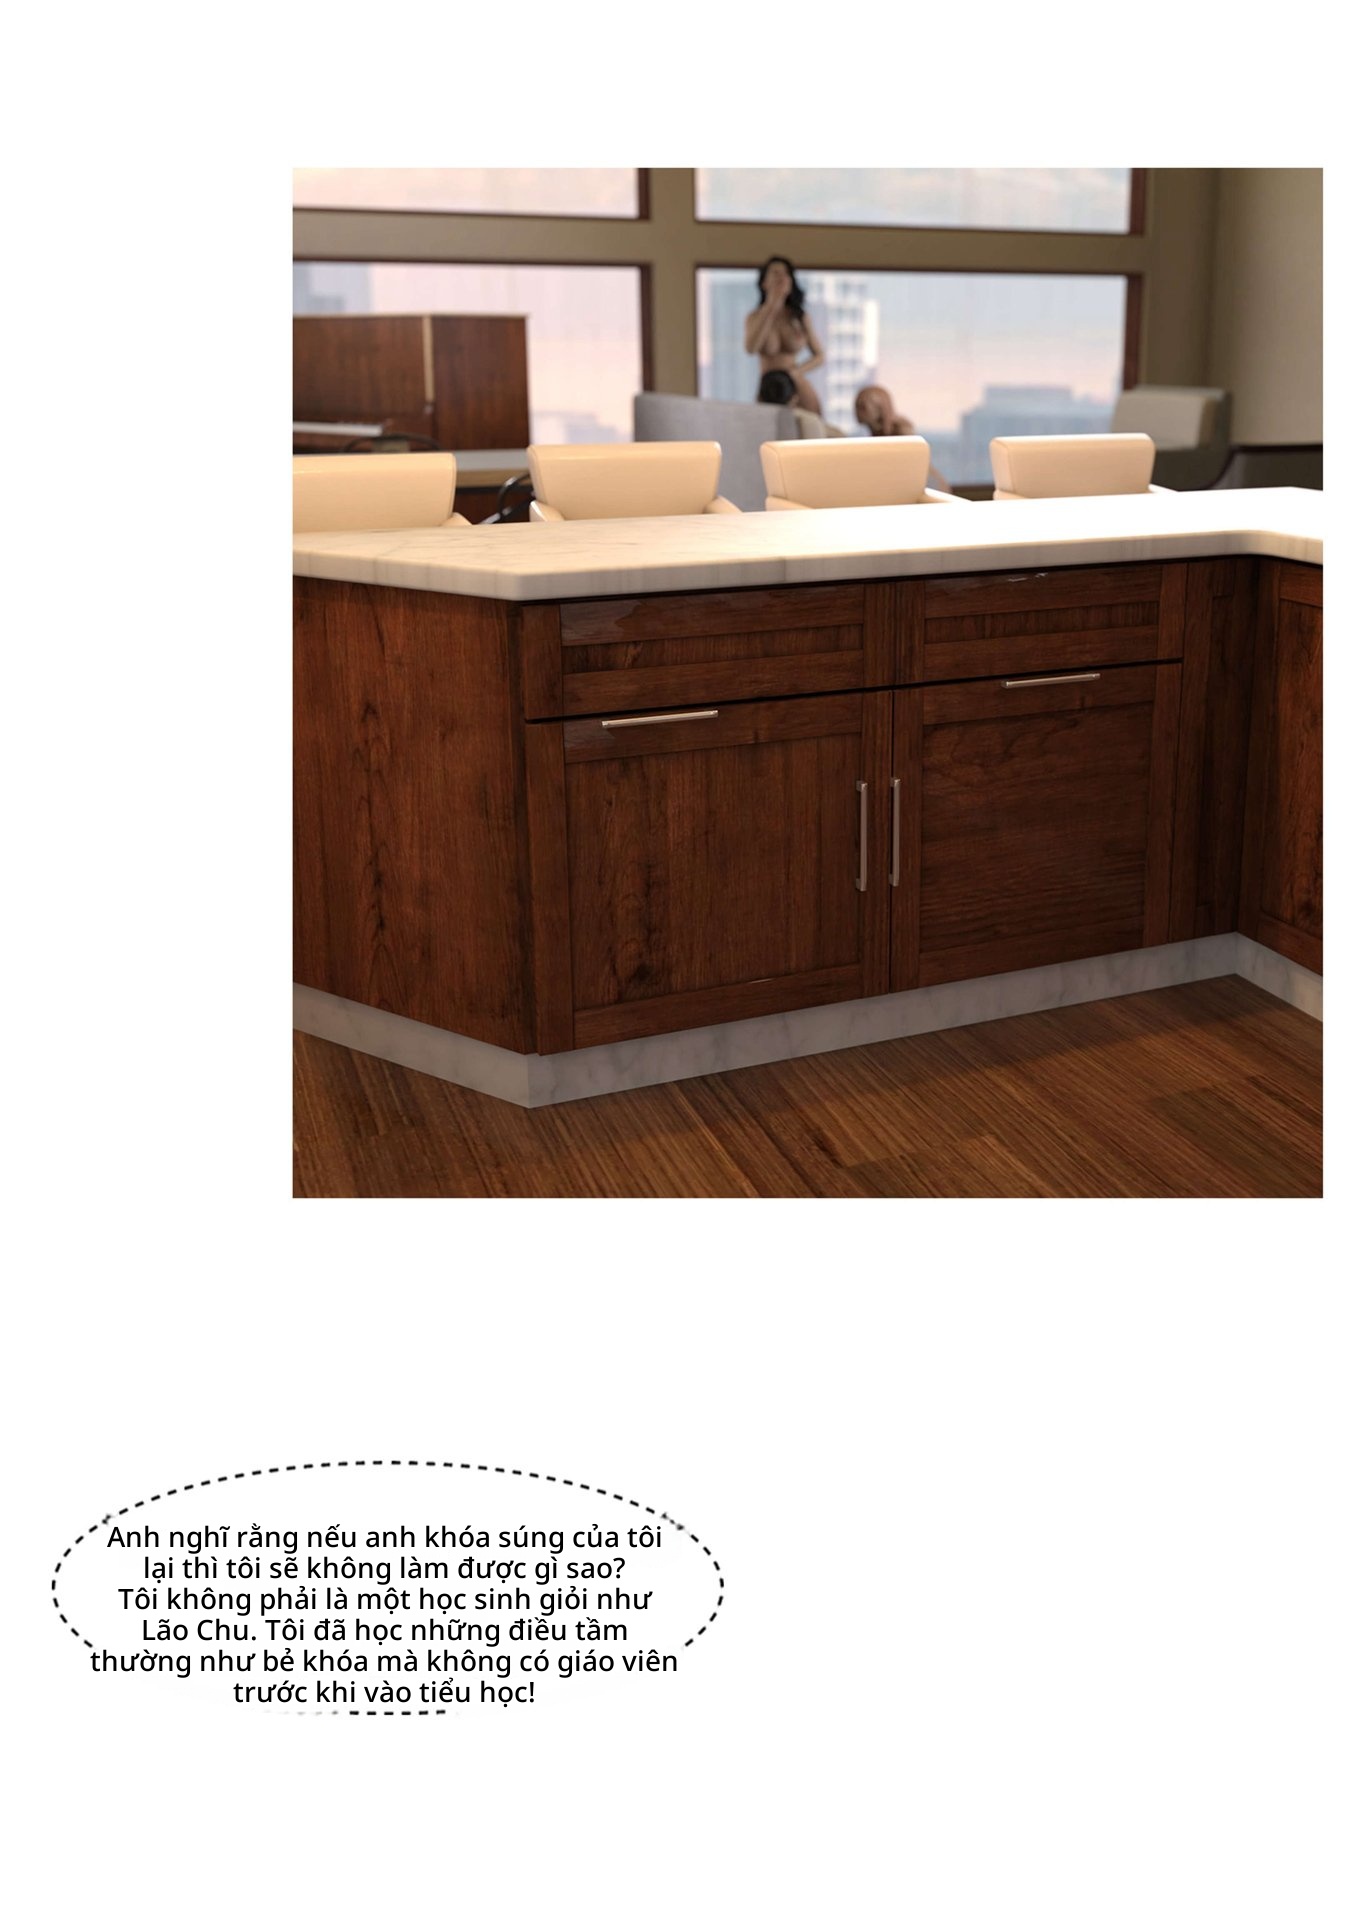 Anh nghĩ rằng nếu anh khóa súng của tôi
lại thì tôi sẽ không làm được gì sao?
Tôi không phải là một học sinh giỏi như
Lão Chu. Tôi đã học những điều tầm
thường như bẻ khóa mà không có giáo viên
trước khi vào tiểu học!